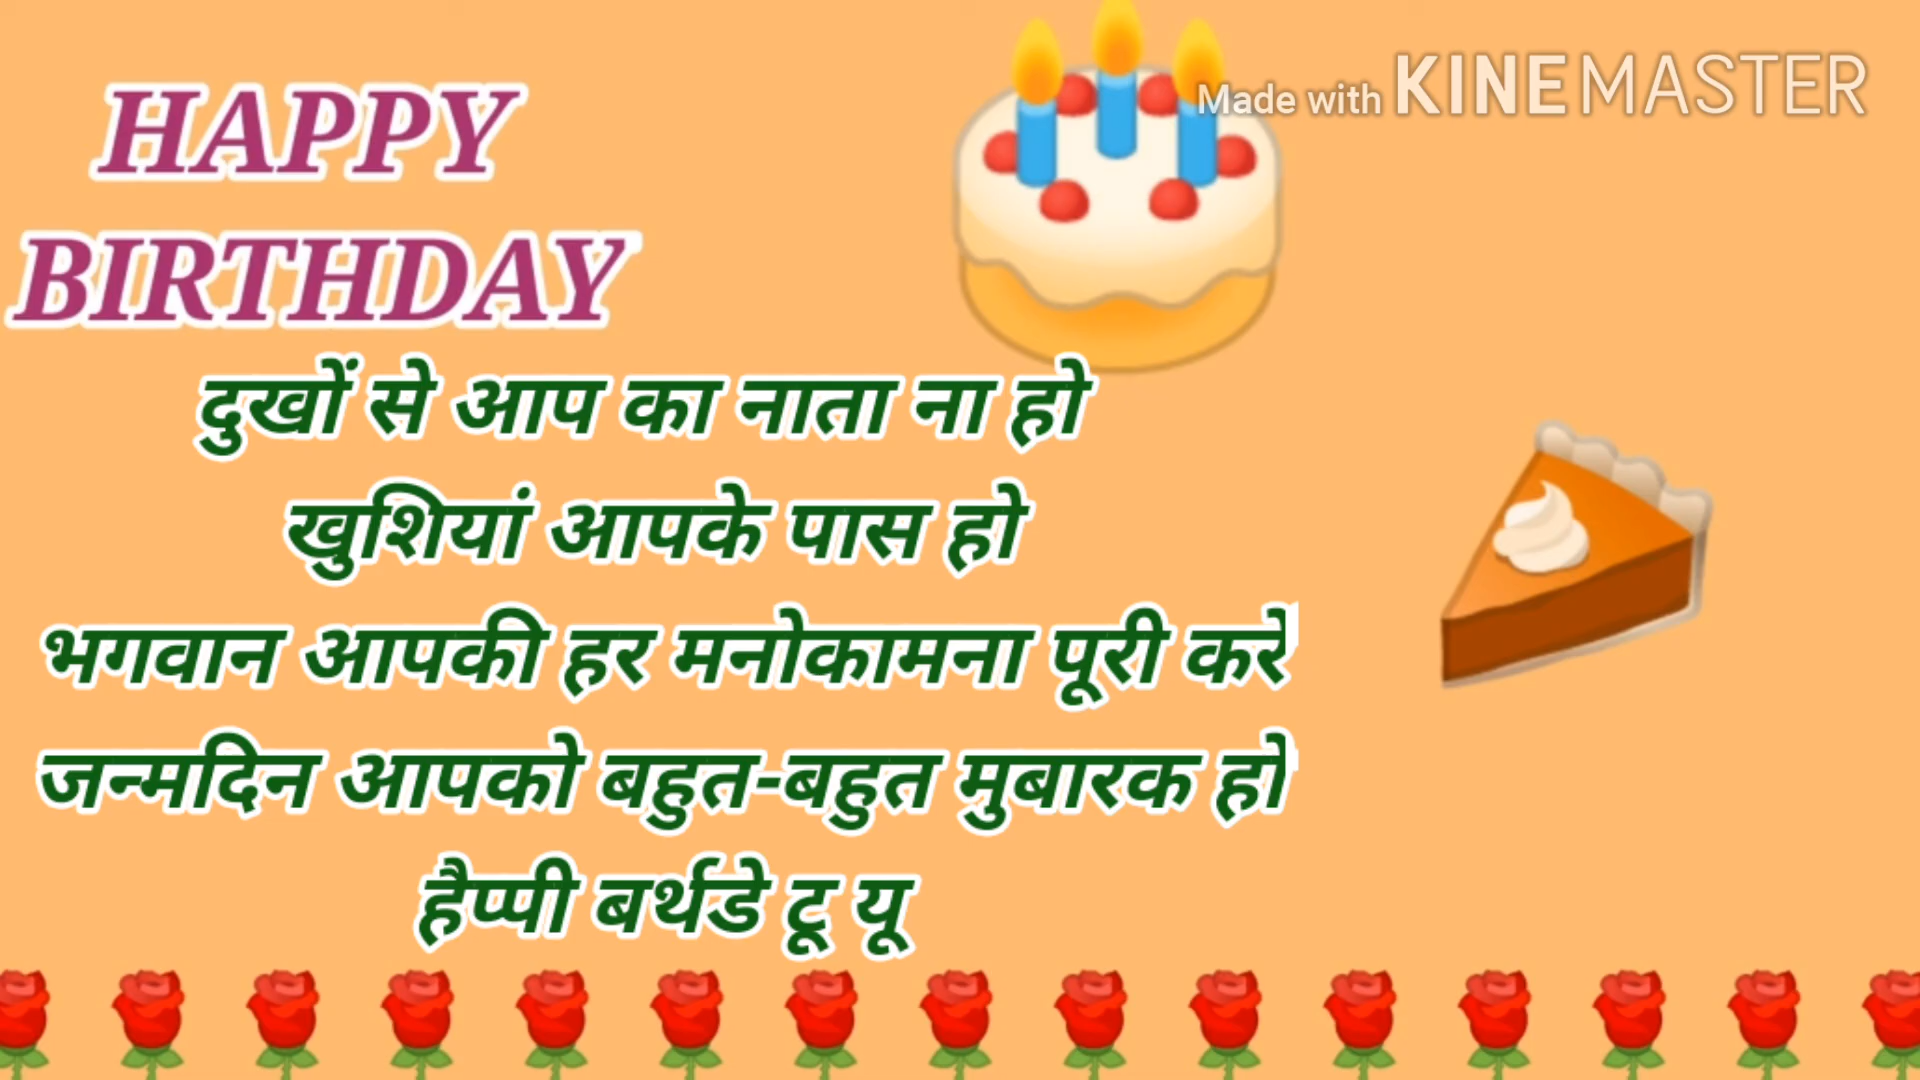 Made with KINEMASTER
HAPPY
BIRTHDAY
दुखों से आप का नाता ना हो
खुशियां आपके पास हो
भगवान आपकी हर मनोकामना पूरी करे
जन्मदिन आपको बहुत-बहुत मुबारक हो
हैप्पी बर्थडे टू यू